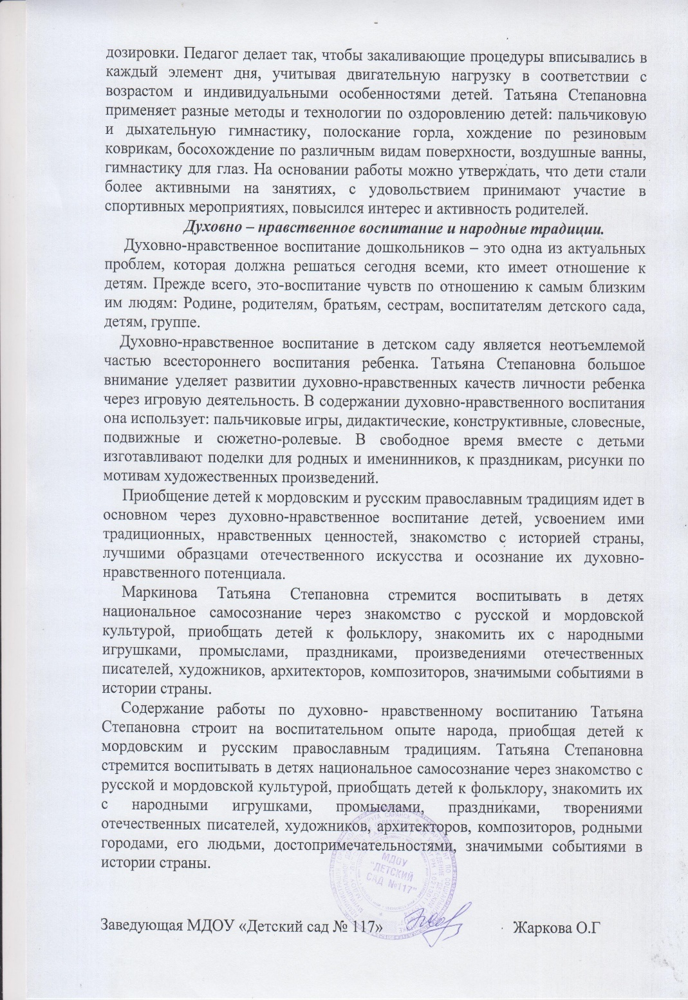 дозировки. Педагог делает так, чтобы закаливающие процедуры вписывались в
каждый элемент дня, учитывая двигательную нагрузку в соответствии с
возрастом и индивидуальными особенностями детей. Татьяна Степановна
применяет разные методы и технологии по оздоровлению детей: пальчиковую
и дыхательную гимнастику, полоскание горла, хождение по резиновым
коврикам, босохождение по различным видам поверхности, воздушные ванны,
гимнастику для глаз. На основании работы можно утверждать, что дети стали
более активными на занятиях, с удовольствием принимают участие в
спортивных мероприятиях, повысился интерес и активность родителей.
Духовно – нравственное воспитание и народные традиции.
Духовно-нравственное воспитание дошкольников – это одна из актуальных
проблем, которая должна решаться сегодня всеми, кто имеет отношение к
детям. Прежде всего, это-воспитание чувств по отношению к самым близким
им людям: Родине, родителям, братьям, сестрам, воспитателям детского сада,
детям, группе.
Духовно-нравственное воспитание в детском саду является неотъемлемой
частью всестороннего воспитания ребенка. Татьяна Степановна большое
внимание уделяет развитии духовно-нравственных качеств личности ребенка
через игровую деятельность. В содержании духовно-нравственного воспитания
она использует: пальчиковые игры, дидактические, конструктивные, словесные,
подвижные и сюжетно-ролевые. В свободное время вместе с детьми
изготавливают поделки для родных и именинников, к праздникам, рисунки по
мотивам художественных произведений.
Приобщение детей к мордовским и русским православным традициям идет в
основном через духовно-нравственное воспитание детей, усвоением ими
традиционных, нравственных ценностей, знакомство с историей страны,
лучшими образцами отечественного искусства и осознание их духовно-
нравственного потенциала.
Маркинова Татьяна Степановна стремится воспитывать в детях
национальное самосознание через знакомство с русской и мордовской
культурой, приобщать детей к фольклору, знакомить их с народными
игрушками, промыслами, праздниками, произведениями отечественных
писателей, художников, архитекторов, композиторов, значимыми событиями в
истории страны.
Содержание работы по духовно- нравственному воспитанию Татьяна
Степановна строит на воспитательном опыте народа, приобщая детей к
мордовским и русским православным традициям. Татьяна Степановна
стремится воспитывать в детях национальное самосознание через знакомство с
русской и мордовской культурой, приобщать детей к фольклору, знакомить их
с народными игрушками, промыслами, праздниками, творениями
отечественных писателей, художников, архитекторов, композиторов, родными
городами, его людьми, достопримечательностями, значимыми событиями в
истории страны.
МДОУ
"ДЕТСКИЙ
САД №117"
Заведующая МДОУ «Детский сад № 117» Жаркова О.Г